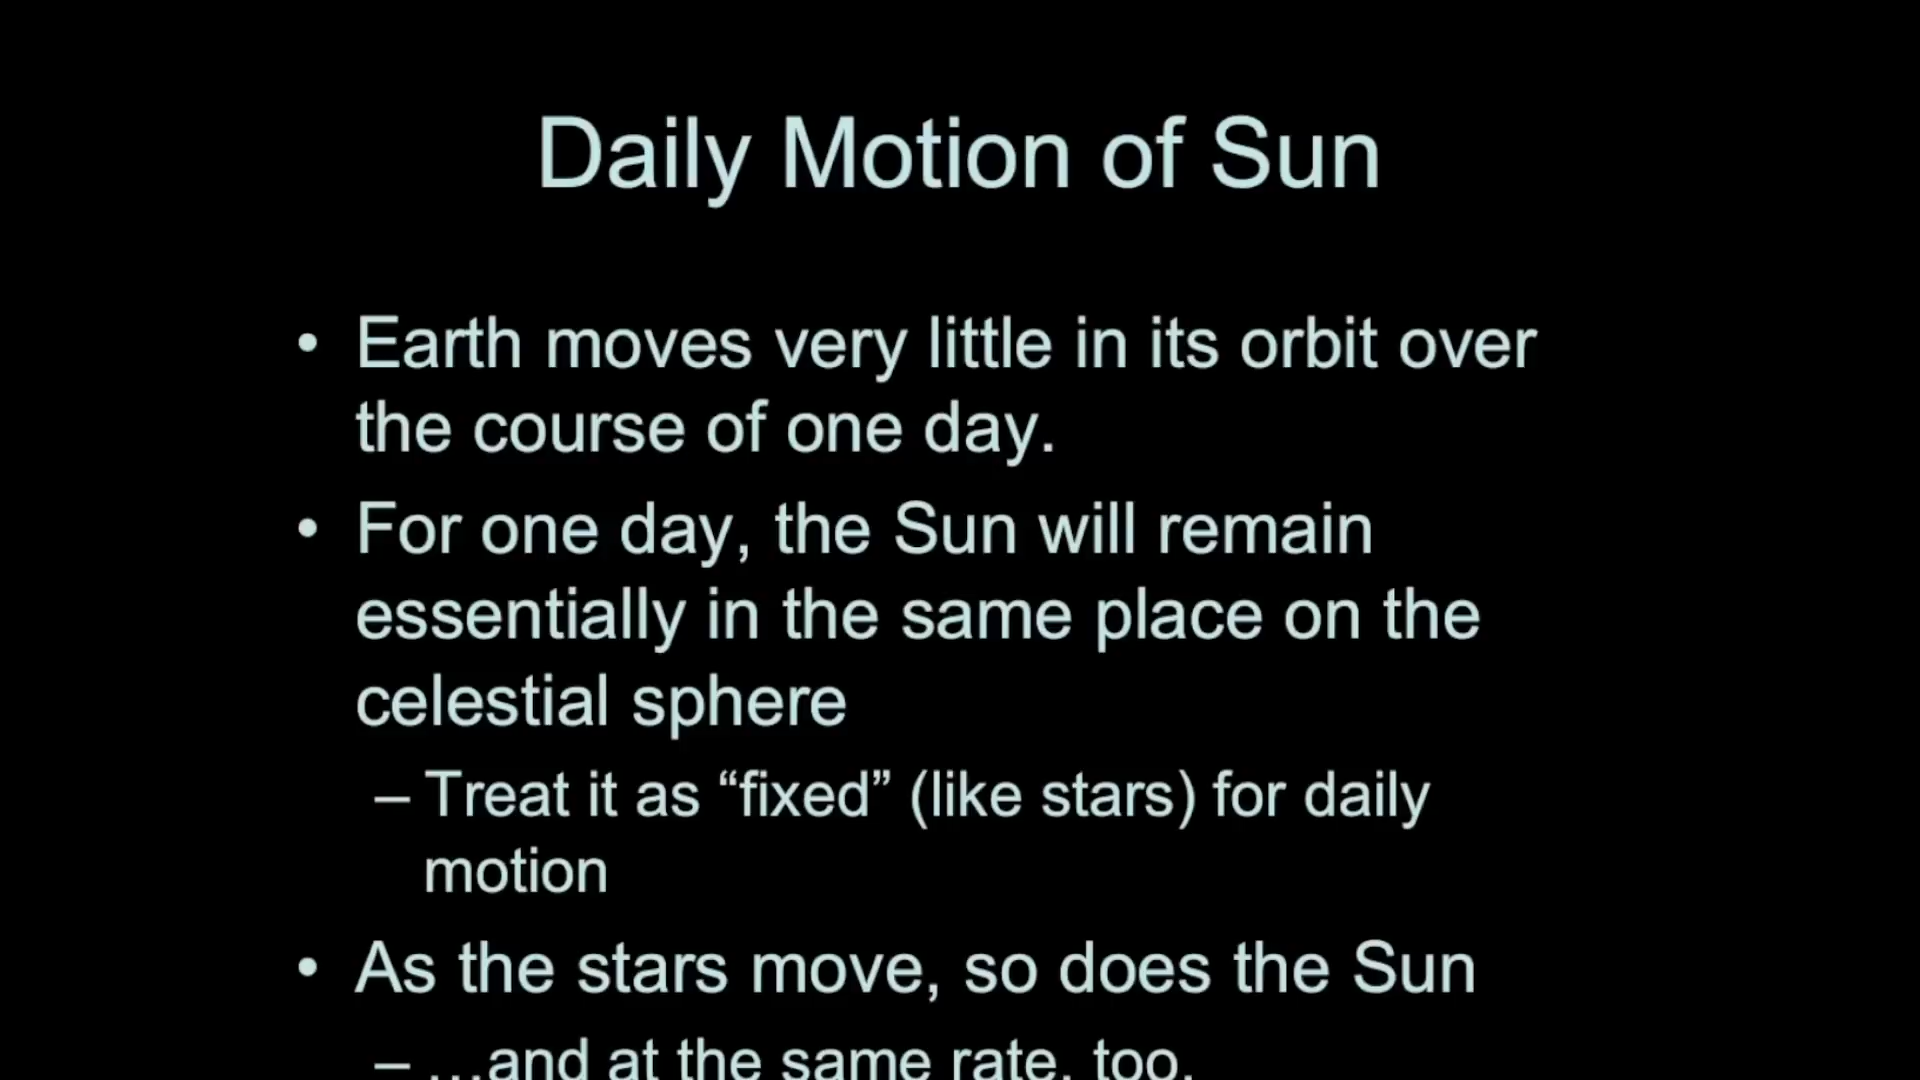 Daily Motion of Sun
• Earth moves very little in its orbit over
the course of one day.
• For one day, the Sun will remain
essentially in the same place on the
celestial sphere
– Treat it as “fixed” (like stars) for daily
motion
• As the stars move, so does the Sun
– …and at the same rate, too.